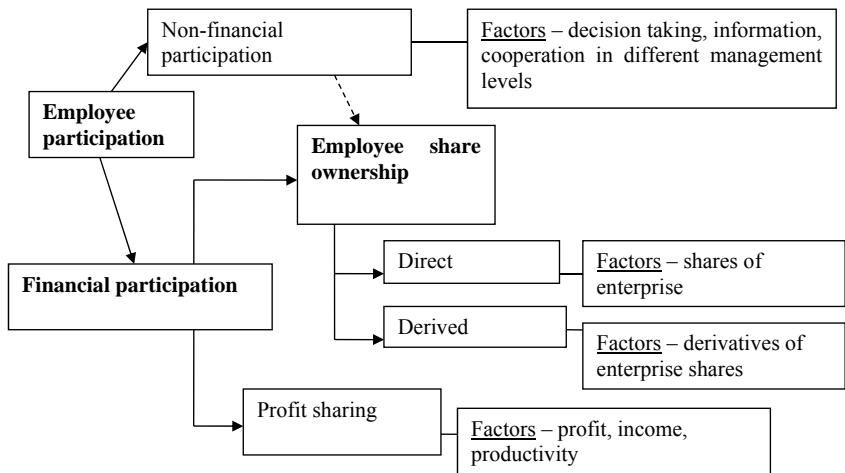 Non-financial
participation
Factors – decision taking, information,
cooperation in different management
levels
Employee
participation
Employee share
ownership
Financial participation
Direct
Factors – shares of
enterprise
Derived
Factors – derivatives of
enterprise shares
Profit sharing
Factors – profit, income,
productivity